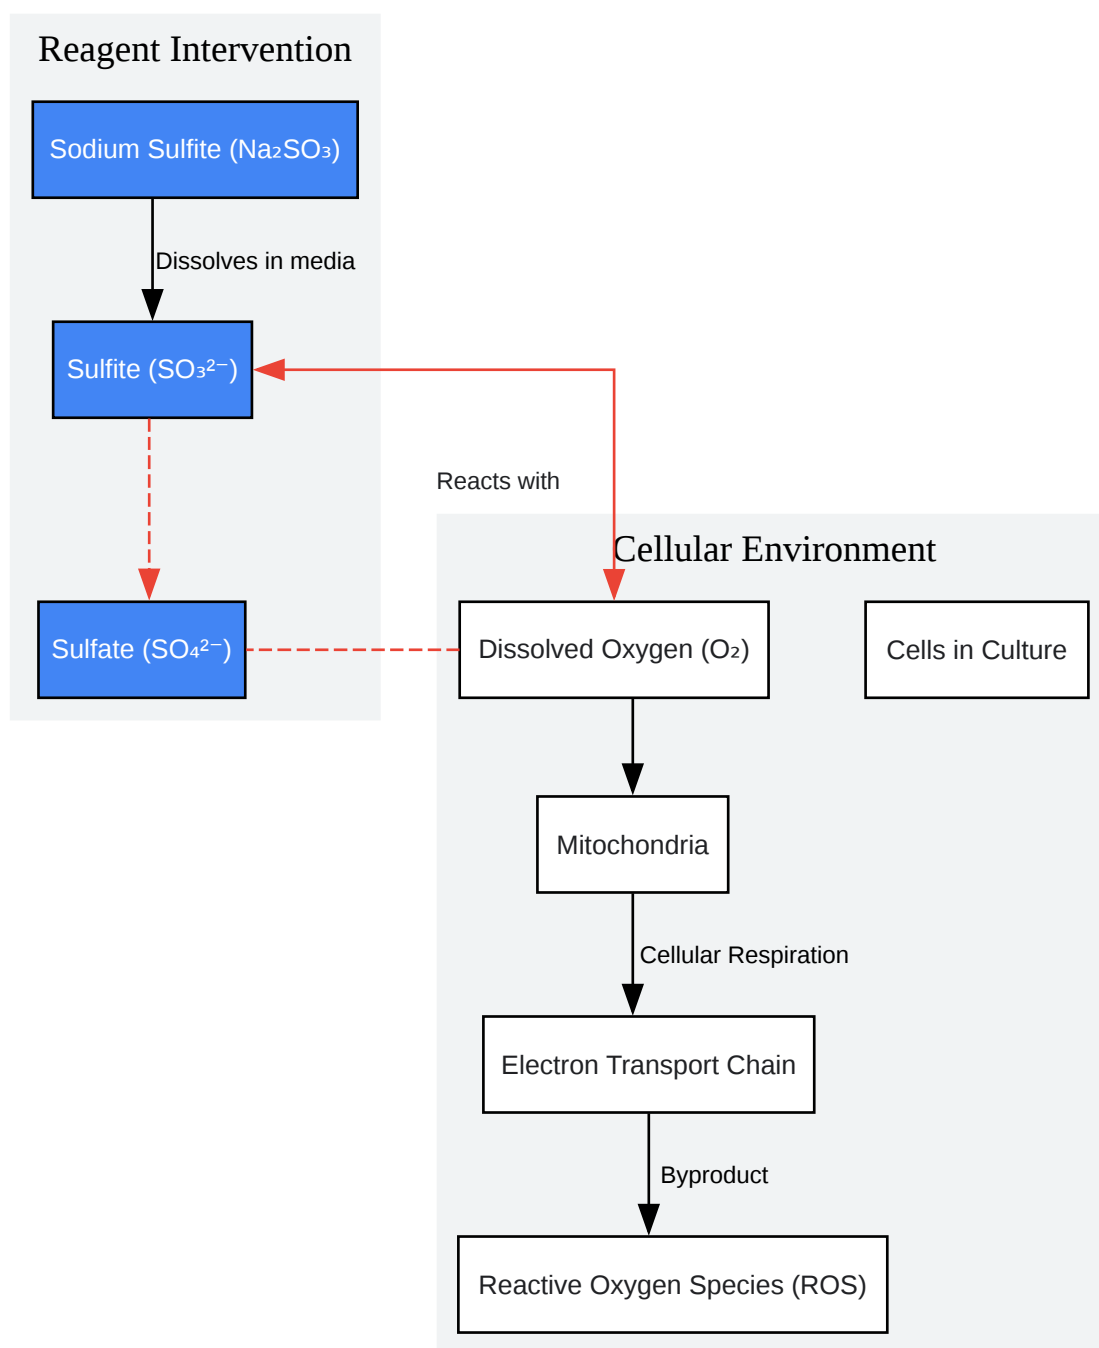 Reagent Intervention
Sodium Sulfite (Na₂SO₃)
Dissolves in media
Sulfite (SO₃²⁻)
Reacts with
Cellular Environment
Sulfate (SO₄²⁻)
Dissolved Oxygen (O₂)
Cells in Culture
Mitochondria
Cellular Respiration
Electron Transport Chain
Byproduct
Reactive Oxygen Species (ROS)